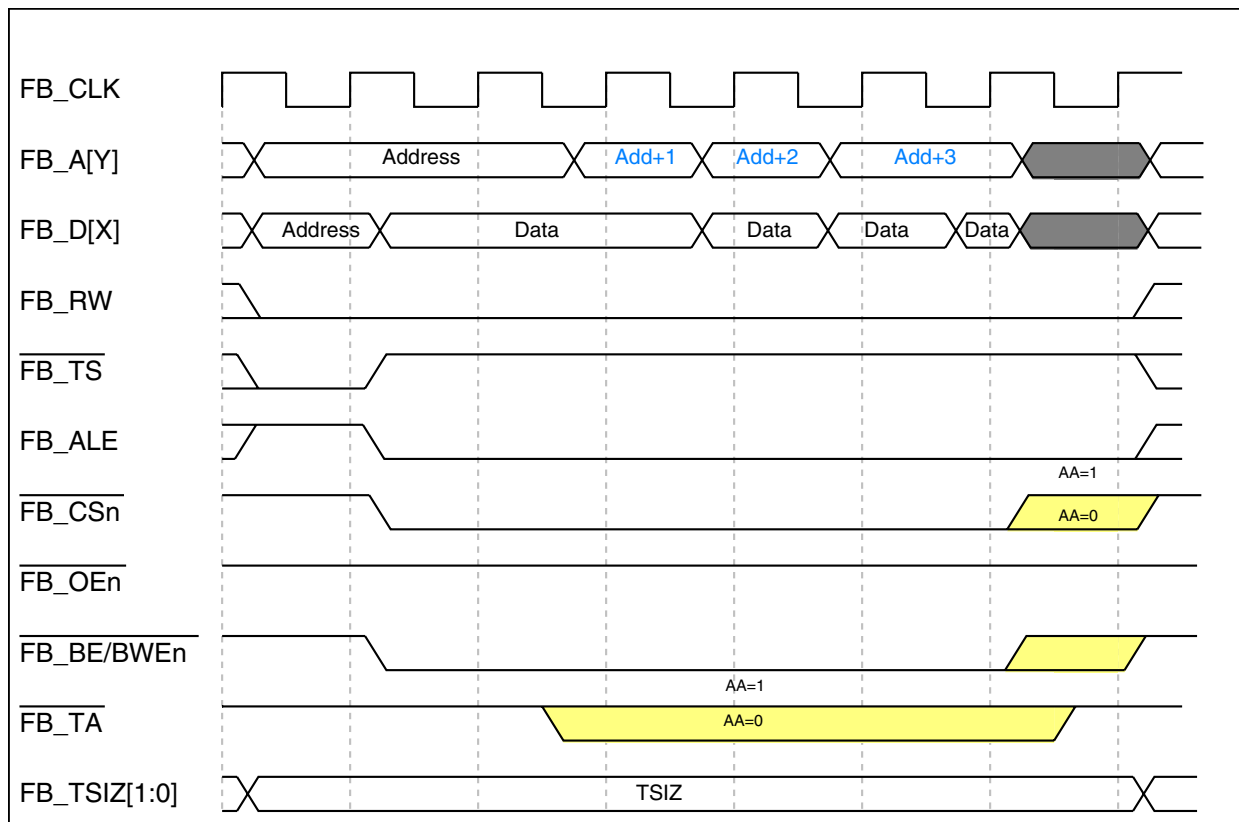 FB_CLK
FB_A[Y] Address Add+1 Add+2 Add+3
FB_D[X] Address Data Data Data Data
FB_RW
FB_TS
FB_ALE
AA=1
FB_CSn AA=0
FB_OEn
FB_BE/BWEn
AA=1
FB_TA AA=0
FB_TSIZ[1:0] TSIZ